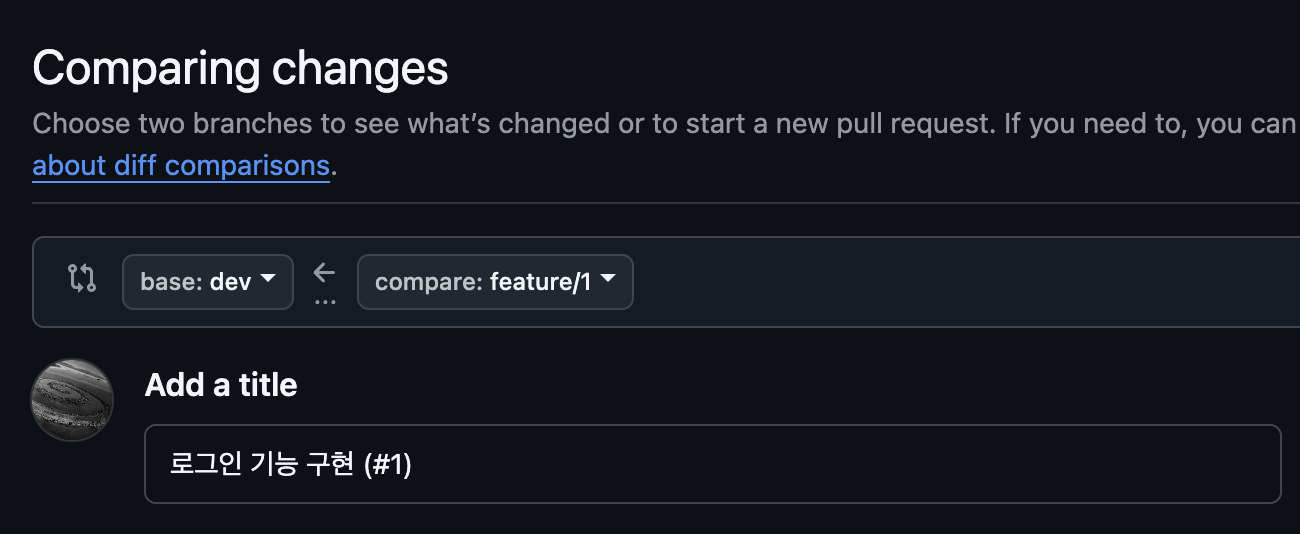 Comparing changes
Choose two branches to see what’s changed or to start a new pull request. If you need to, you can
about diff comparisons.
base: dev
...
compare: feature/1
Add a title
로그인 기능 구현 (#1)